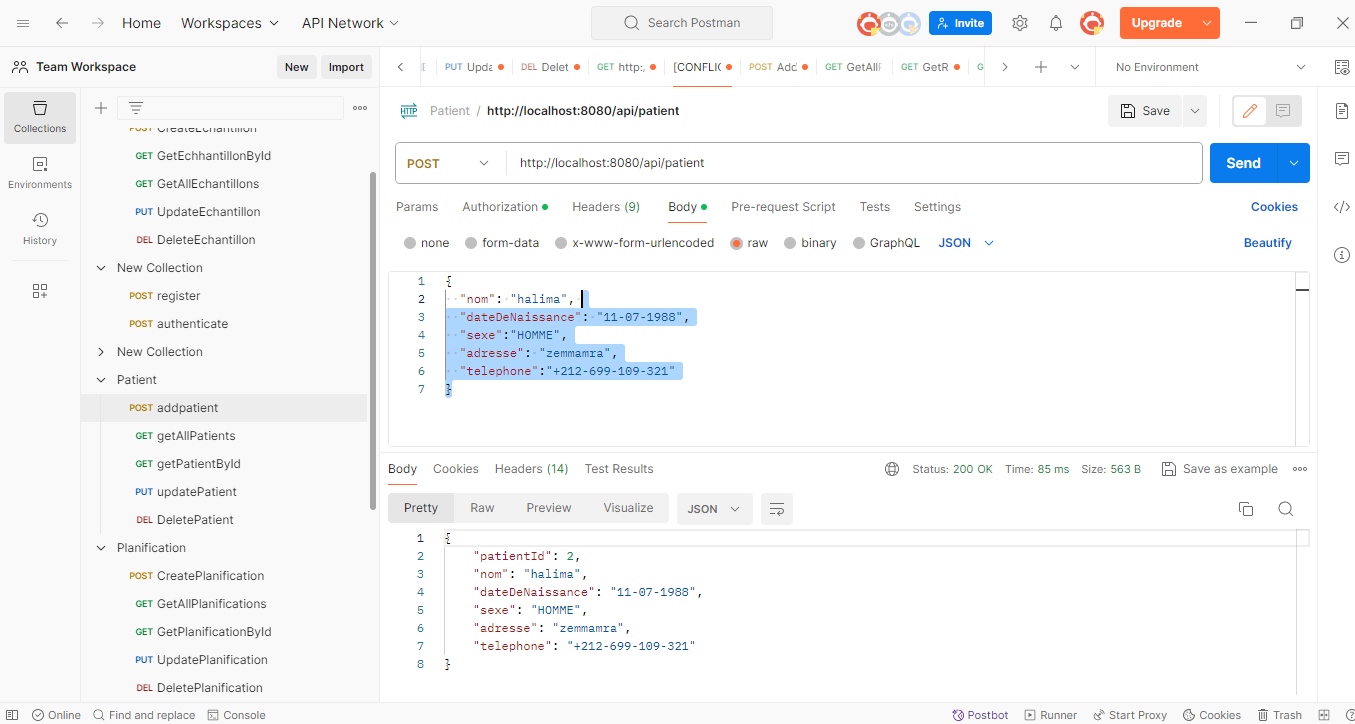 Home Workspaces API Network Search Postman Invite Upgrade
Team Workspace New Import
PUT Upda DEL Delet GET http:, [CONFLIC POST Add GET GetAllF GET GetR No Environment
Collections
Environments
History
POST CreateEchantillon
GET GetEchhantillonById
GET GetAllEchantillons
PUT UpdateEchantillon
DEL DeleteEchantillon
New Collection
POST register
POST authenticate
New Collection
Patient
POST addpatient
GET getAllPatients
GET getPatientById
PUT updatePatient
DEL DeletePatient
Planification
POST CreatePlanification
GET GetAllPlanifications
GET GetPlanificationById
PUT UpdatePlanification
DEL DeletePlanification
HTTP Patient / http://localhost:8080/api/patient Save
POST http://localhost:8080/api/patient Send
Params Authorization Headers (9) Body Pre-request Script Tests Settings Cookies
none form-data x-www-form-urlencoded raw binary GraphQL JSON Beautify
1 {
2 "nom": "halima",
3 "dateDeNaissance": "11-07-1988",
4 "sexe":"HOMME",
5 "adresse": "zemmamra",
6 "telephone":"+212-699-109-321"
7 }
Body Cookies Headers (14) Test Results Status: 200 OK Time: 85 ms Size: 563 B Save as example
Pretty Raw Preview Visualize JSON
1 {
2 "patientId": 2,
3 "nom": "halima",
4 "dateDeNaissance": "11-07-1988",
5 "sexe": "HOMME",
6 "adresse": "zemmamra",
7 "telephone": "+212-699-109-321"
8 }
Online Find and replace Console Postbot Runner Start Proxy Cookies Trash